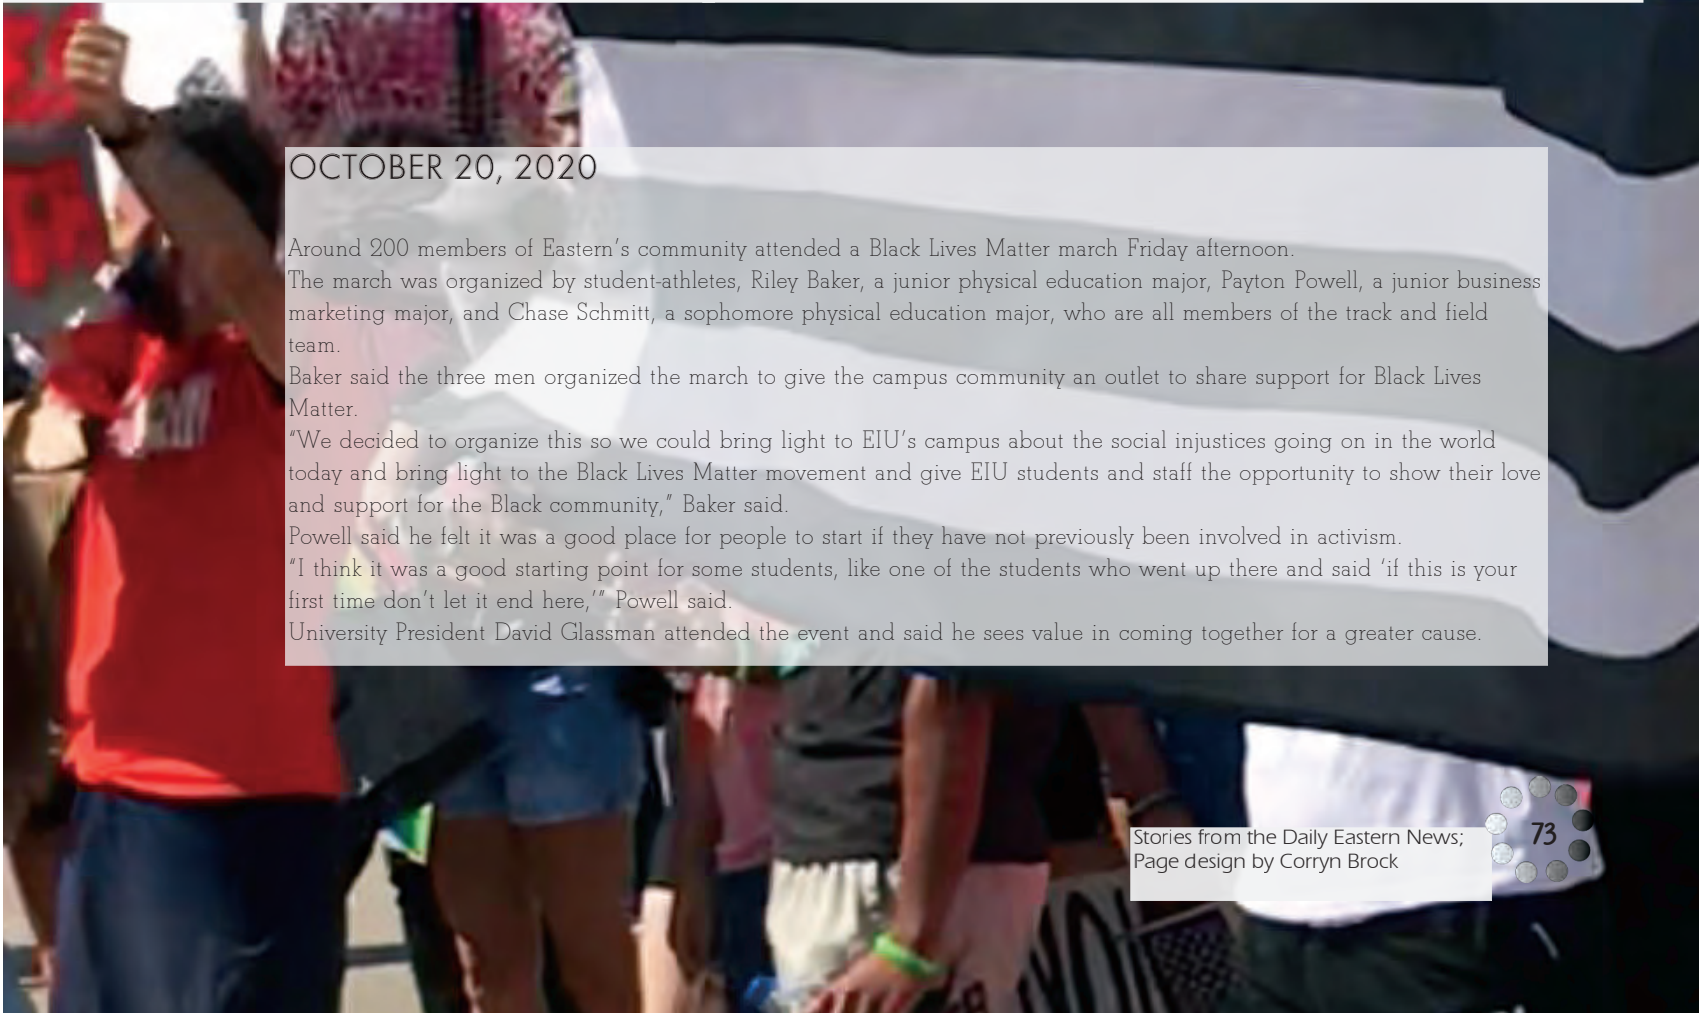 OCTOBER 20, 2020
Around 200 members of Eastern’s community attended a Black Lives Matter march Friday afternoon.
The march was organized by student-athletes, Riley Baker, a junior physical education major, Payton Powell, a junior business
marketing major, and Chase Schmitt, a sophomore physical education major, who are all members of the track and field
team.
Baker said the three men organized the march to give the campus community an outlet to share support for Black Lives
Matter.
“We decided to organize this so we could bring light to EIU’s campus about the social injustices going on in the world
today and bring light to the Black Lives Matter movement and give EIU students and staff the opportunity to show their love
and support for the Black community,” Baker said.
Powell said he felt it was a good place for people to start if they have not previously been involved in activism.
“I think it was a good starting point for some students, like one of the students who went up there and said ‘if this is your
first time don’t let it end here,’” Powell said.
University President David Glassman attended the event and said he sees value in coming together for a greater cause.
Stories from the Daily Eastern News;
Page design by Corryn Brock
73